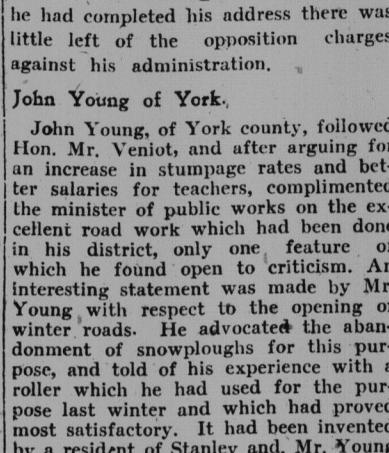 he had completed his address there was
little left of the opposition charges
against his administration.
John Young of York.
John Young, of York county, followed
Hon. Mr. Veniot, and after arguing for
an increase in stumpage rates and bet-
ter salaries for teachers, complimented
the minister of public works on the ex-
cellent road work which had been done
in his district, only one feature of
which he found open to criticism. An
interesting statement was made by Mr
Young with respect to the opening of
winter roads. He advocated the aban-
donment of snowploughs for this pur-
pose, and told of his experience with a
roller which he had used for the pur-
pose last winter and which had proved
most satisfactory. It had been invented
by a resident of Stanley and, Mr. Young